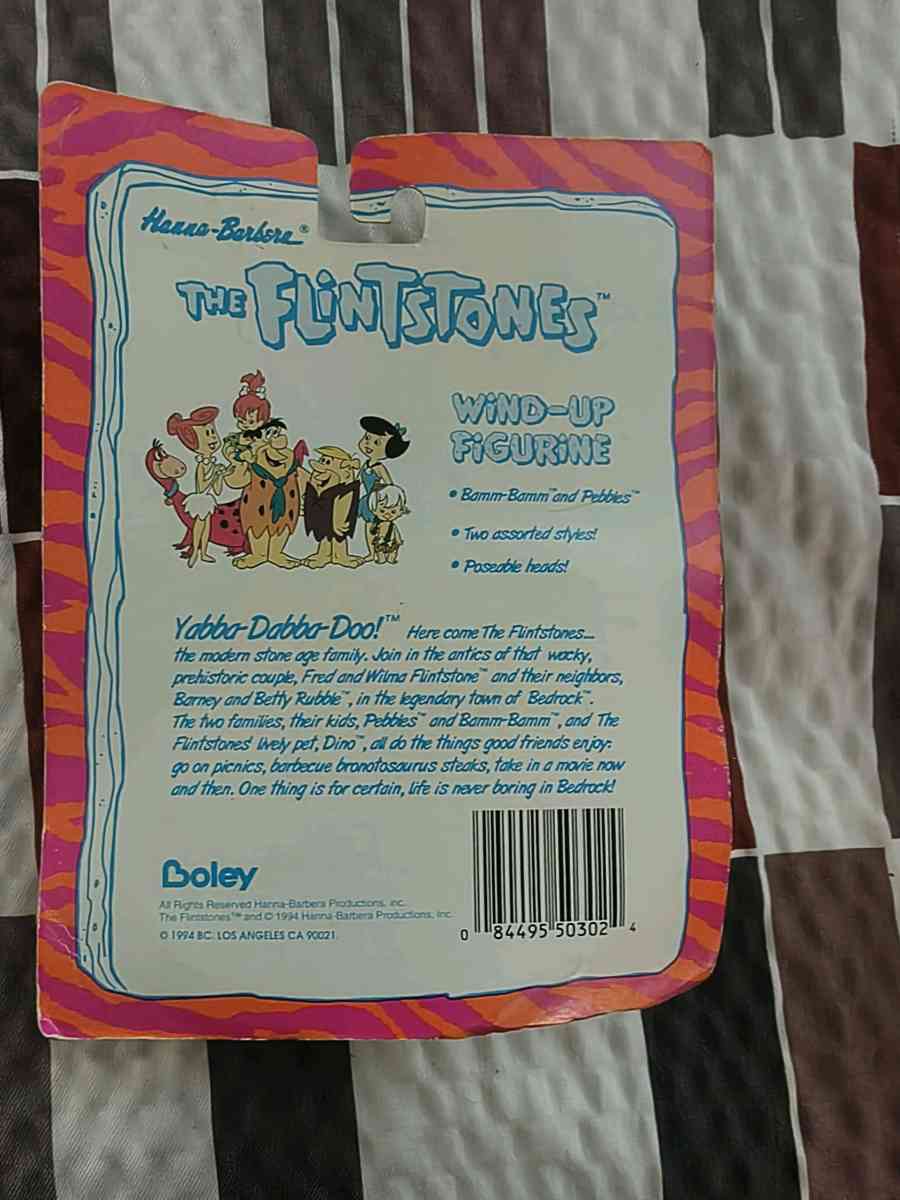 Hanna-Barbera®
THE FLINTSTONES™
WIND-UP
FIGURINE
• Bamm-Bamm™ and Pebbles™
• Two assorted styles!
• Poseable heads!
Yabba-Dabba-Doo!™ Here come The Flintstones...
the modern stone age family. Join in the antics of that wacky,
prehistoric couple, Fred and Wilma Flintstone™ and their neighbors,
Barney and Betty Rubble™, in the legendary town of Bedrock™.
The two families, their kids, Pebbles™ and Bamm-Bamm™, and The
Flintstones' lively pet, Dino™, all do the things good friends enjoy:
go on picnics, barbecue bronotosaurus steaks, take in a movie now
and then. One thing is for certain, life is never boring in Bedrock!
Boley
All Rights Reserved Hanna-Barbera Productions, Inc.
The Flintstones™ and © 1994 Hanna-Barbera Productions, Inc.
© 1994 BC. LOS ANGELES CA 90021.
0 84495 50302 4